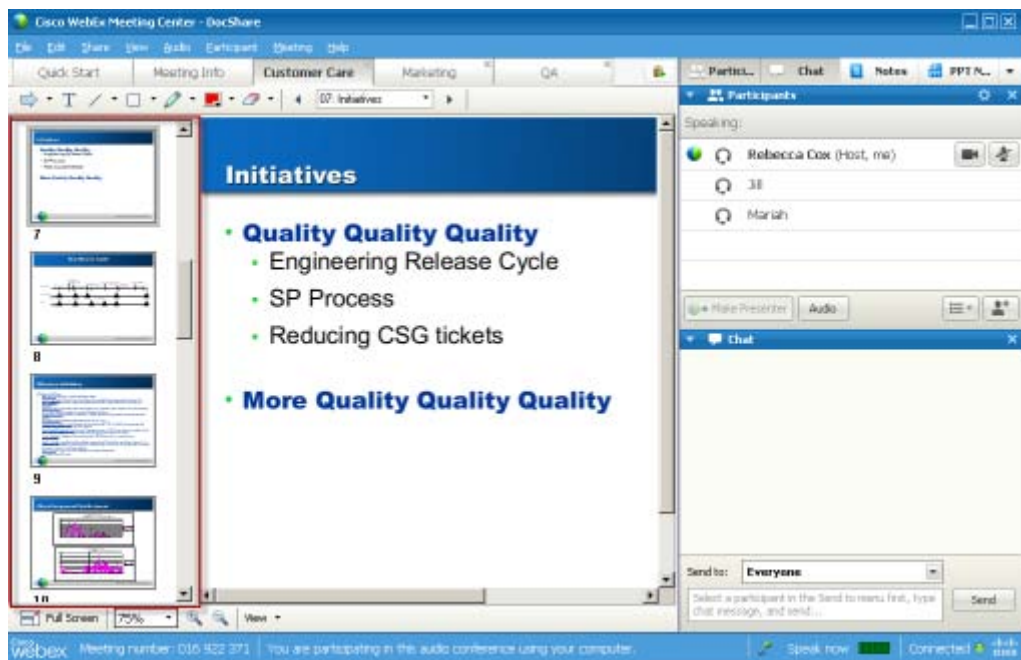 Cisco WebEx Meeting Center - DocShare
File Edit Share View Audio Participant Meeting Help
Quick Start Meeting Info Customer Care Marketing QA
Partici... Chat Notes PPT N...
T 07: Initiatives
Participants
Speaking:
Rebecca Cox (Host, me)
Jill
Mariah
Make Presenter Audio
Chat
Send to: Everyone
Select a participant in the Send to menu first, type
chat message, and send...
Send
7
8
9
10
Initiatives
• Quality Quality Quality
• Engineering Release Cycle
• SP Process
• Reducing CSG tickets
• More Quality Quality Quality
Full Screen 75% View
Cisco webex Meeting number: 016 922 371 You are participating in this audio conference using your computer. Speak now Connected